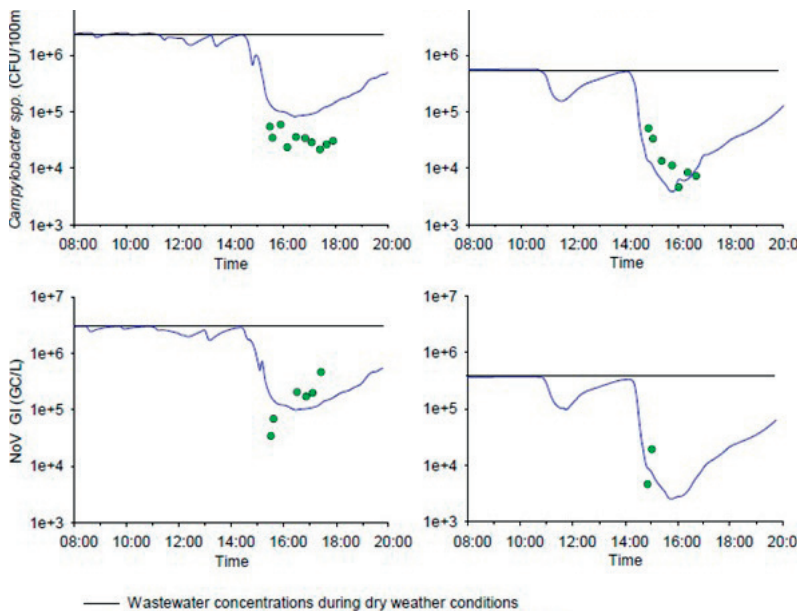 Campylobacter spp. (CFU/100m
1e+6
1e+5
1e+4
1e+3
08:00 10:00 12:00 14:00 16:00 18:00 20:00
Time
1e+6
1e+5
1e+4
1e+3
08:00 10:00 12:00 14:00 16:00 18:00 20:00
Time
NoV GI (GC/L)
1e+7
1e+6
1e+5
1e+4
1e+3
08:00 10:00 12:00 14:00 16:00 18:00 20:00
Time
1e+7
1e+6
1e+5
1e+4
1e+3
08:00 10:00 12:00 14:00 16:00 18:00 20:00
Time
Wastewater concentrations during dry weather conditions